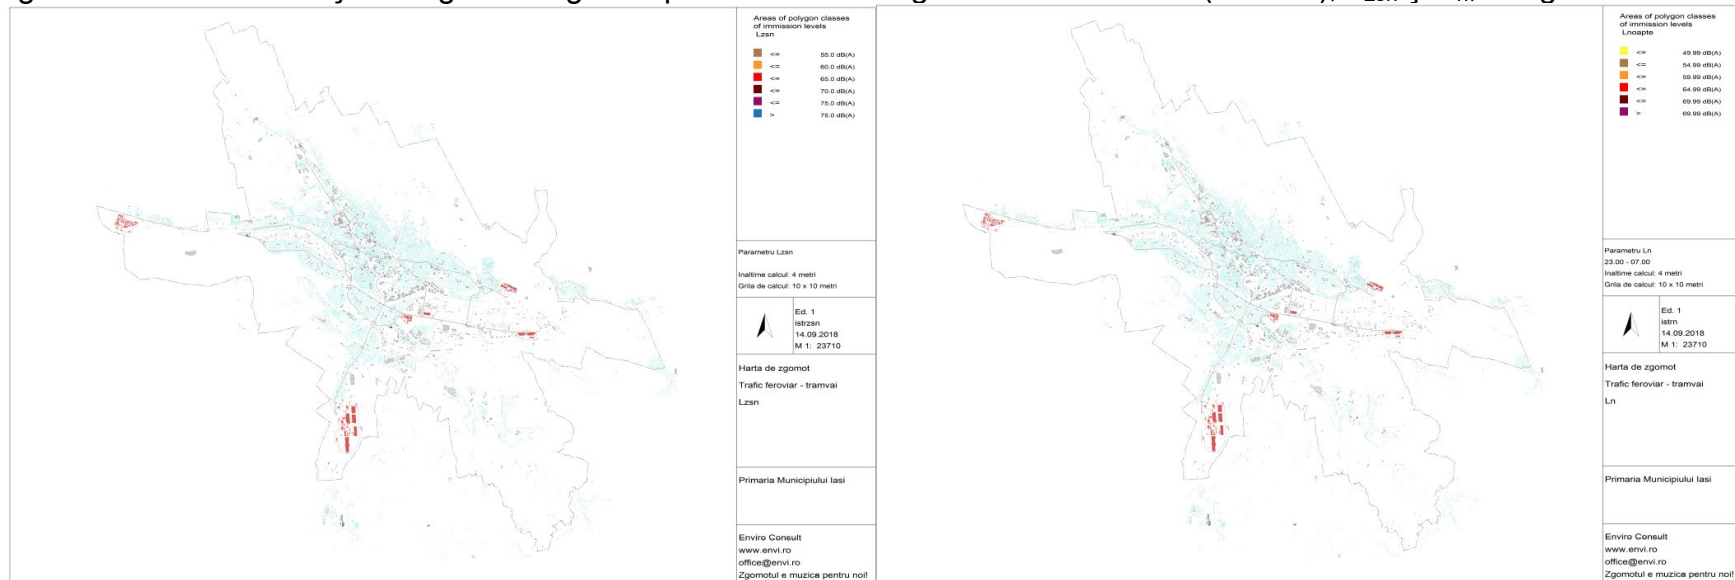 Areas of polygon classes
of immission levels
Lzsn
<= 55.0 dB(A)
<= 60.0 dB(A)
<= 65.0 dB(A)
<= 70.0 dB(A)
<= 75.0 dB(A)
> 75.0 dB(A)
Parametru Lzsn
Inaltime calcul: 4 metri
Grila de calcul: 10 x 10 metri
Ed. 1
istrzsn
14.09.2018
M 1: 23710
Harta de zgomot
Trafic feroviar - tramvai
Lzsn
Primaria Municipiului Iasi
Enviro Consult
www.envi.ro
office@envi.ro
Zgomotul e muzica pentru noi!
Areas of polygon classes
of immission levels
Lnoapte
<= 49.99 dB(A)
<= 54.99 dB(A)
<= 59.99 dB(A)
<= 64.99 dB(A)
<= 69.99 dB(A)
> 69.99 dB(A)
Parametru Ln
23.00 - 07.00
Inaltime calcul: 4 metri
Grila de calcul: 10 x 10 metri
Ed. 1
istrn
14.09.2018
M 1: 23710
Harta de zgomot
Trafic feroviar - tramvai
Ln
Primaria Municipiului Iasi
Enviro Consult
www.envi.ro
office@envi.ro
Zgomotul e muzica pentru noi!